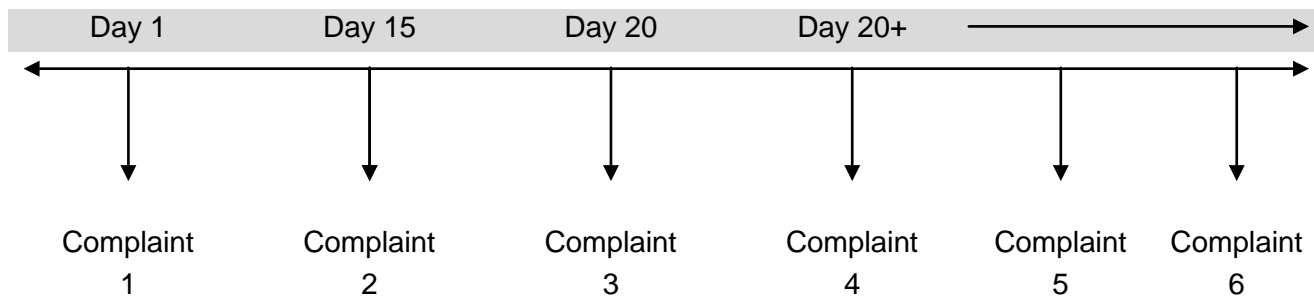 Day 1 Day 15 Day 20 Day 20+
Complaint Complaint Complaint Complaint Complaint Complaint
1 2 3 4 5 6